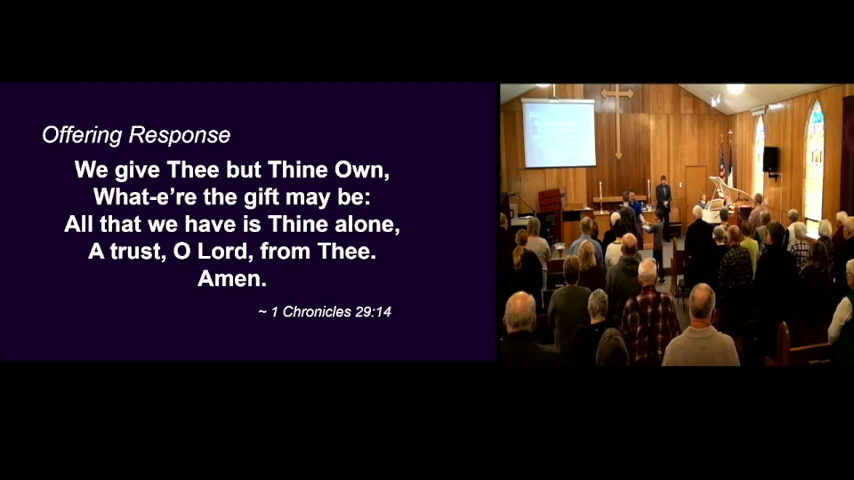 Offering Response
We give Thee but Thine Own,
What-e’re the gift may be:
All that we have is Thine alone,
A trust, O Lord, from Thee.
Amen.
~ 1 Chronicles 29:14